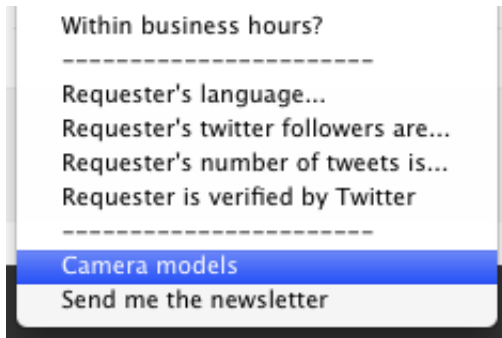 Within business hours?
-----------------------
Requester's language...
Requester's twitter followers are...
Requester's number of tweets is...
Requester is verified by Twitter
-----------------------
Camera models
Send me the newsletter